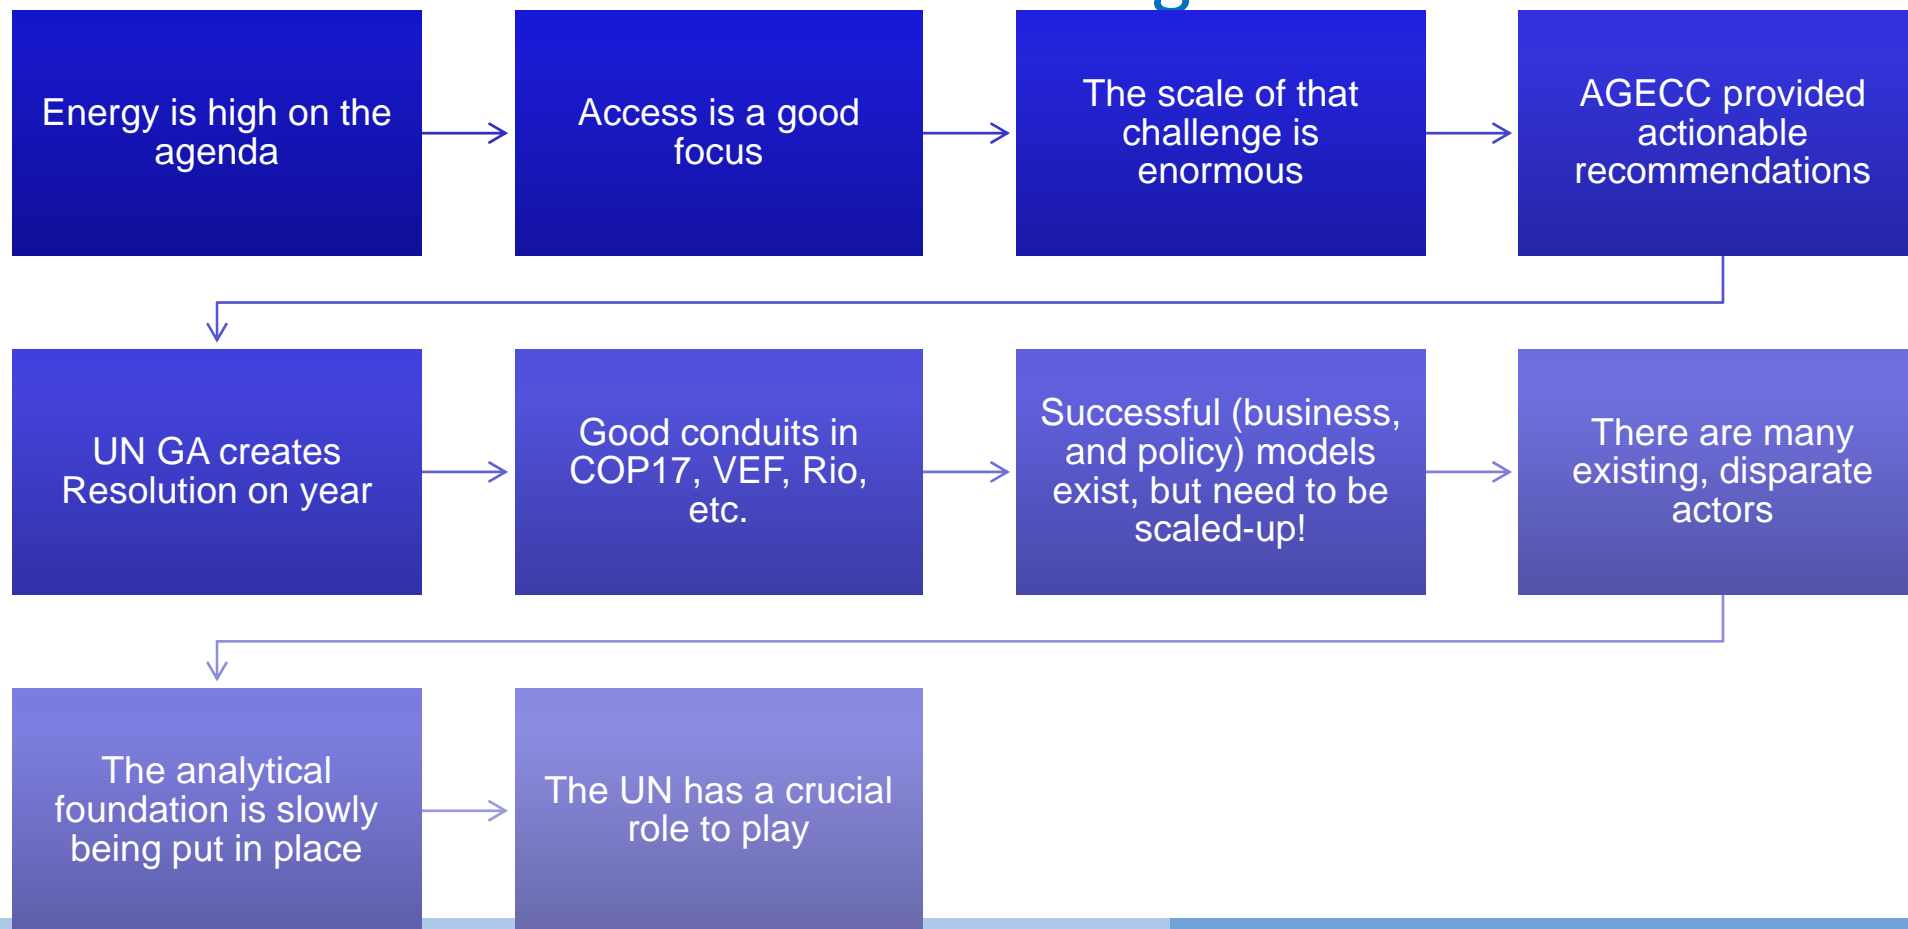 Energy is high on the
agenda
Access is a good
focus
The scale of that
challenge is
enormous
AGECC provided
actionable
recommendations
UN GA creates
Resolution on year
Good conduits in
COP17, VEF, Rio,
etc.
Successful (business,
and policy) models
exist, but need to be
scaled-up!
There are many
existing, disparate
actors
The analytical
foundation is slowly
being put in place
The UN has a crucial
role to play